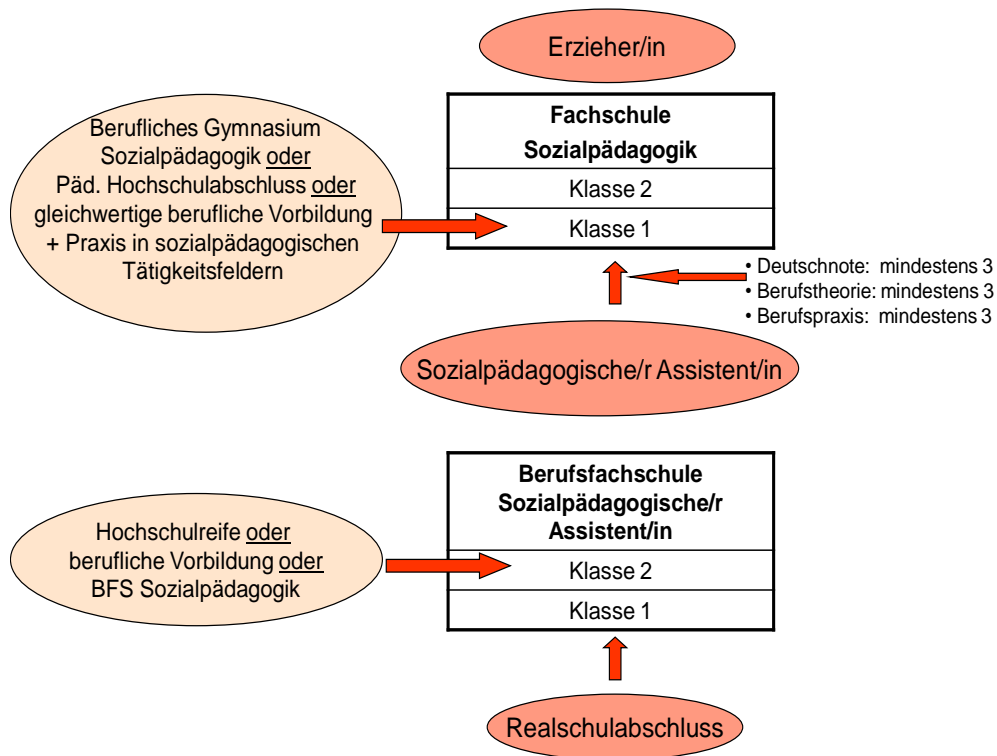 Erzieher/in
Fachschule
Sozialpädagogik
Klasse 2
Klasse 1
Berufliches Gymnasium
Sozialpädagogik oder
Päd. Hochschulabschluss oder
gleichwertige berufliche Vorbildung
+ Praxis in sozialpädagogischen
Tätigkeitsfeldern
• Deutschnote: mindestens 3
• Berufstheorie: mindestens 3
• Berufspraxis: mindestens 3
Sozialpädagogische/r Assistent/in
Berufsfachschule
Sozialpädagogische/r
Assistent/in
Klasse 2
Klasse 1
Hochschulreife oder
berufliche Vorbildung oder
BFS Sozialpädagogik
Realschulabschluss